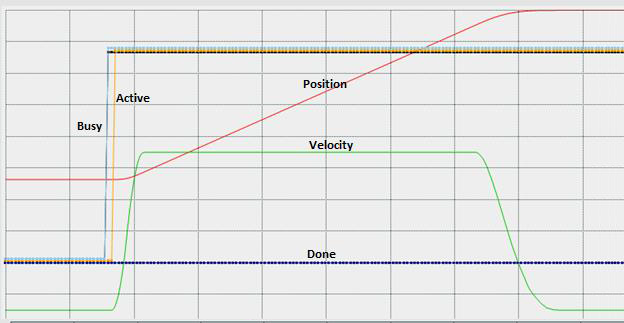 Position
Active
Busy
Velocity
Done